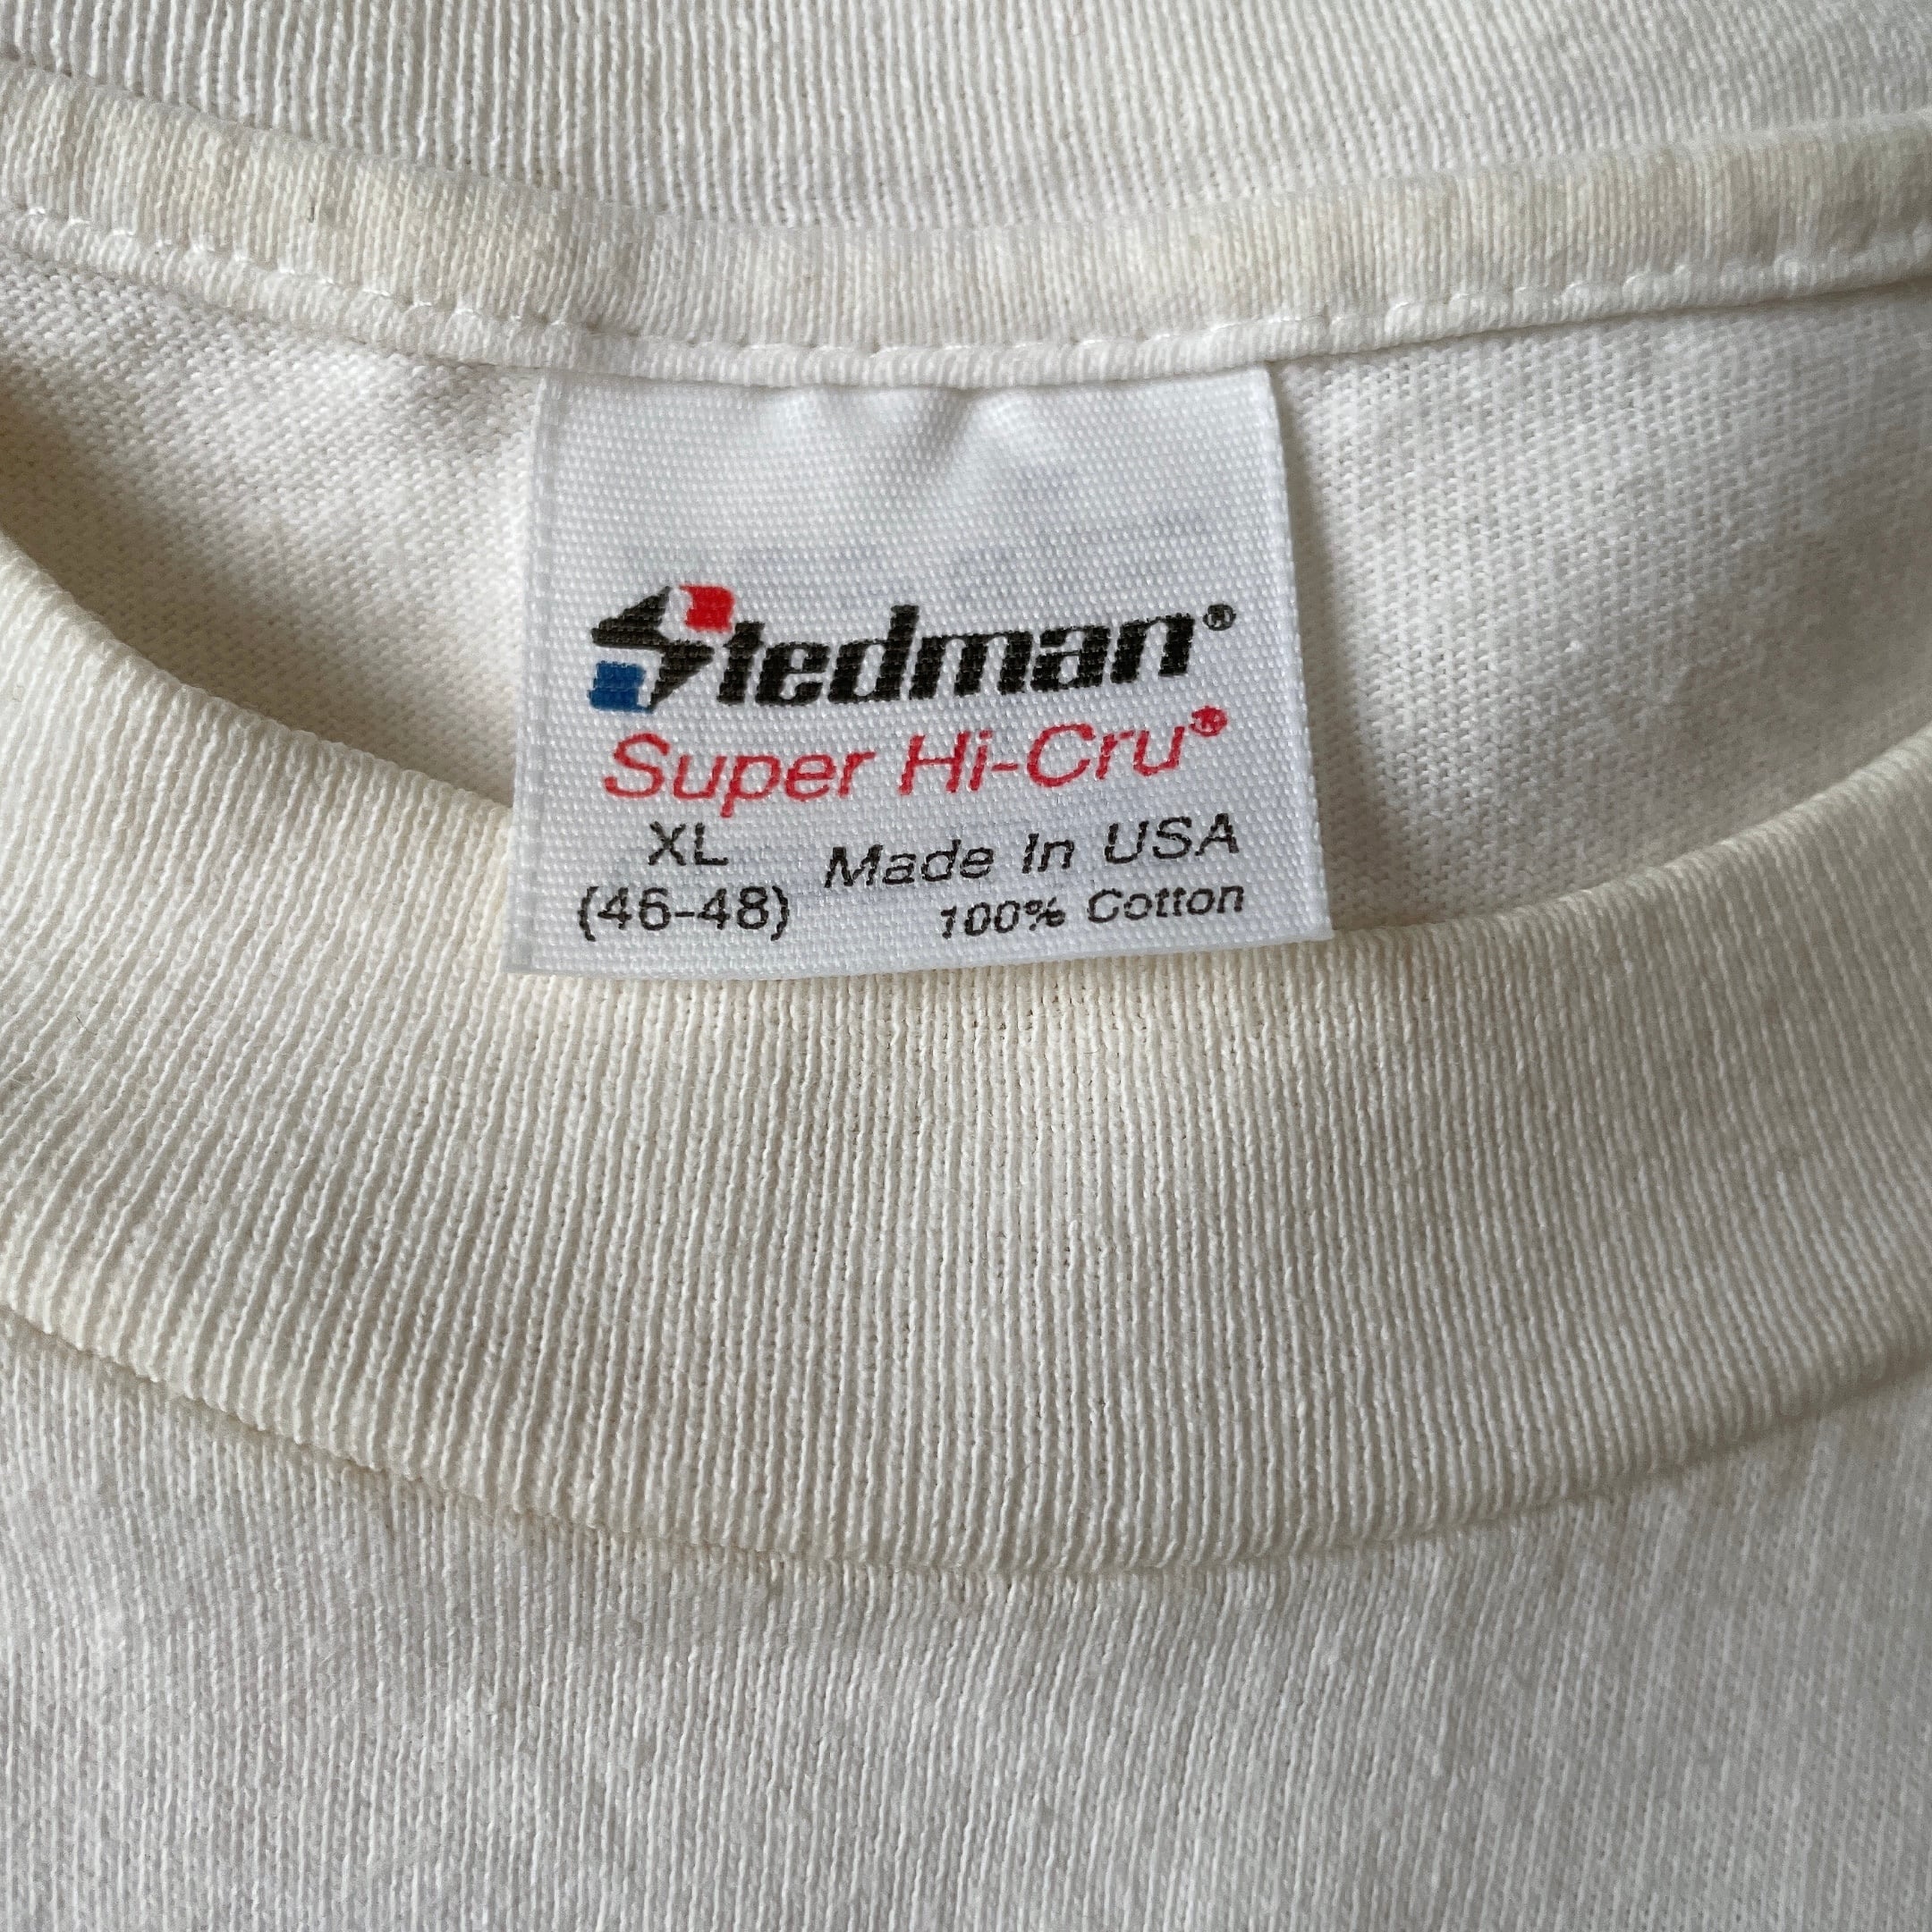 Stedman®
Super Hi-Cru®
XL Made In USA
(46-48) 100% Cotton